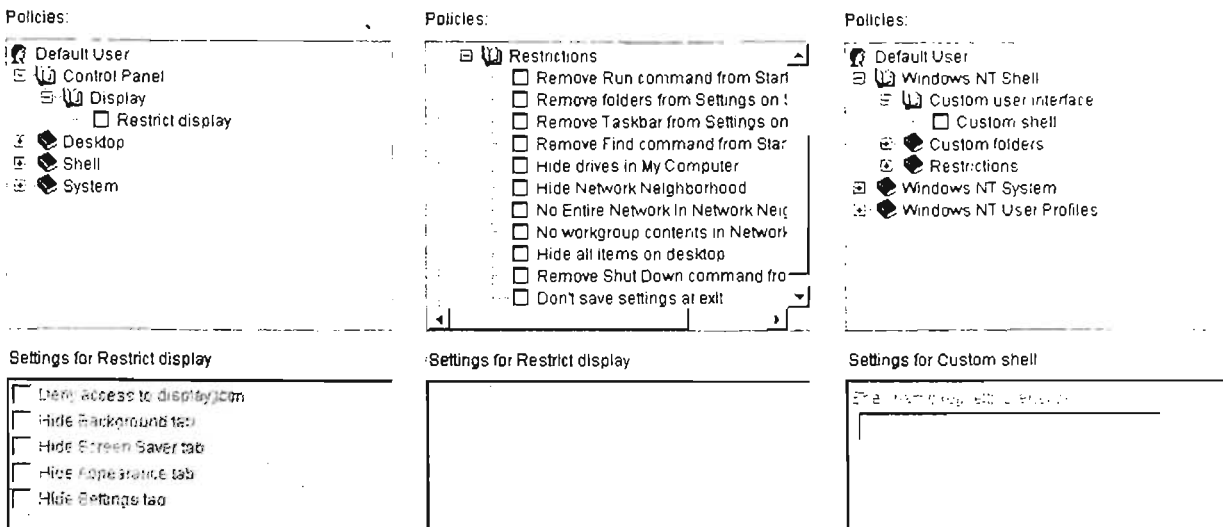 Policies:
Default User
Control Panel
Display
Restrict display
Desktop
Shell
System
Settings for Restrict display
Deny access to display icon
Hide Background tab
Hide Screen Saver tab
Hide Appearance tab
Hide Settings tab
Policies:
Restrictions
Remove Run command from Start
Remove folders from Settings on
Remove Taskbar from Settings on
Remove Find command from Star
Hide drives in My Computer
Hide Network Neighborhood
No Entire Network In Network Neig
No workgroup contents in Network
Hide all items on desktop
Remove Shut Down command fro
Don't save settings at exit
Settings for Restrict display
Policies:
Default User
Windows NT Shell
Custom user interface
Custom shell
Custom folders
Restrictions
Windows NT System
Windows NT User Profiles
Settings for Custom shell